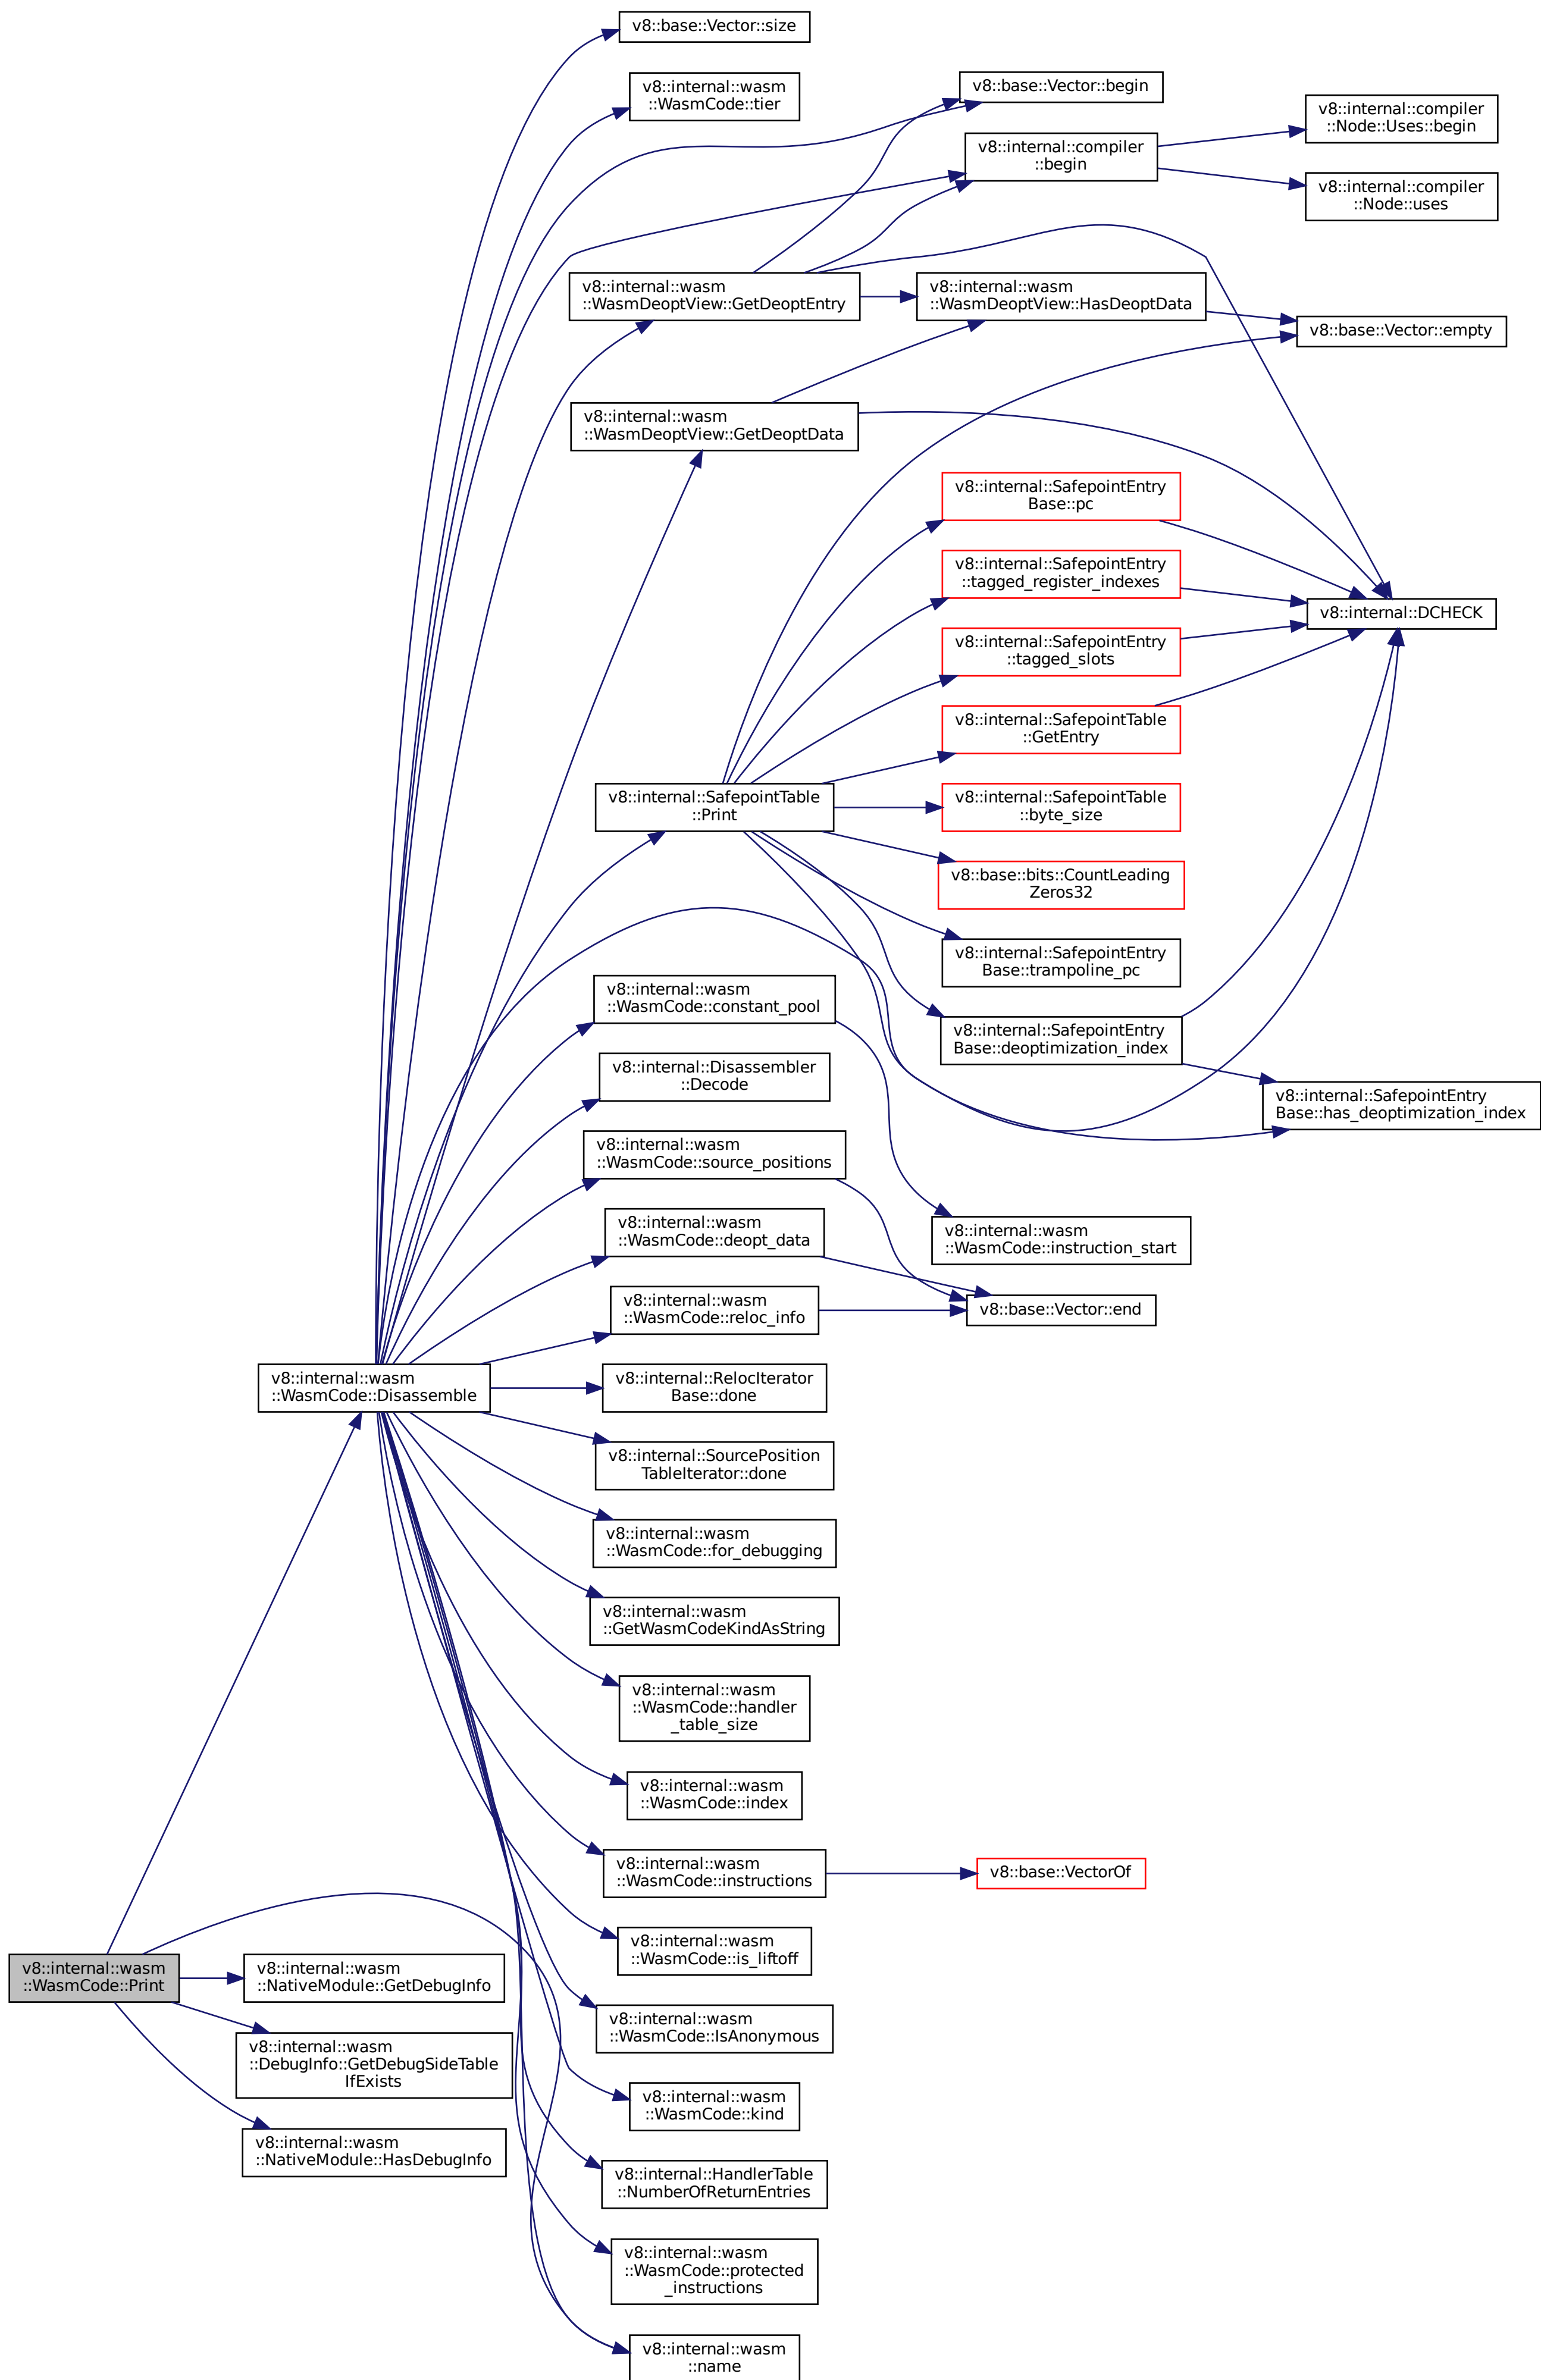 v8::base::Vector::size
v8::internal::wasm
::WasmCode::tier
v8::base::Vector::begin
v8::internal::compiler
::begin
v8::internal::compiler
::Node::Uses::begin
v8::internal::compiler
::Node::uses
v8::internal::wasm
::WasmDeoptView::GetDeoptEntry
v8::internal::wasm
::WasmDeoptView::HasDeoptData
v8::base::Vector::empty
v8::internal::wasm
::WasmDeoptView::GetDeoptData
v8::internal::SafepointEntry
Base::pc
v8::internal::SafepointEntry
::tagged_register_indexes
v8::internal::DCHECK
v8::internal::SafepointEntry
::tagged_slots
v8::internal::SafepointTable
::GetEntry
v8::internal::SafepointTable
::Print
v8::internal::SafepointTable
::byte_size
v8::base::bits::CountLeading
Zeros32
v8::internal::SafepointEntry
Base::trampoline_pc
v8::internal::wasm
::WasmCode::constant_pool
v8::internal::SafepointEntry
Base::deoptimization_index
v8::internal::Disassembler
::Decode
v8::internal::SafepointEntry
Base::has_deoptimization_index
v8::internal::wasm
::WasmCode::source_positions
v8::internal::wasm
::WasmCode::deopt_data
v8::internal::wasm
::WasmCode::instruction_start
v8::internal::wasm
::WasmCode::reloc_info
v8::base::Vector::end
v8::internal::wasm
::WasmCode::Disassemble
v8::internal::RelocIterator
Base::done
v8::internal::SourcePosition
TableIterator::done
v8::internal::wasm
::WasmCode::for_debugging
v8::internal::wasm
::GetWasmCodeKindAsString
v8::internal::wasm
::WasmCode::handler
_table_size
v8::internal::wasm
::WasmCode::index
v8::internal::wasm
::WasmCode::instructions
v8::base::VectorOf
v8::internal::wasm
::WasmCode::is_liftoff
v8::internal::wasm
::WasmCode::Print
v8::internal::wasm
::NativeModule::GetDebugInfo
v8::internal::wasm
::WasmCode::IsAnonymous
v8::internal::wasm
::DebugInfo::GetDebugSideTable
IfExists
v8::internal::wasm
::WasmCode::kind
v8::internal::wasm
::NativeModule::HasDebugInfo
v8::internal::HandlerTable
::NumberOfReturnEntries
v8::internal::wasm
::WasmCode::protected
_instructions
v8::internal::wasm
::name